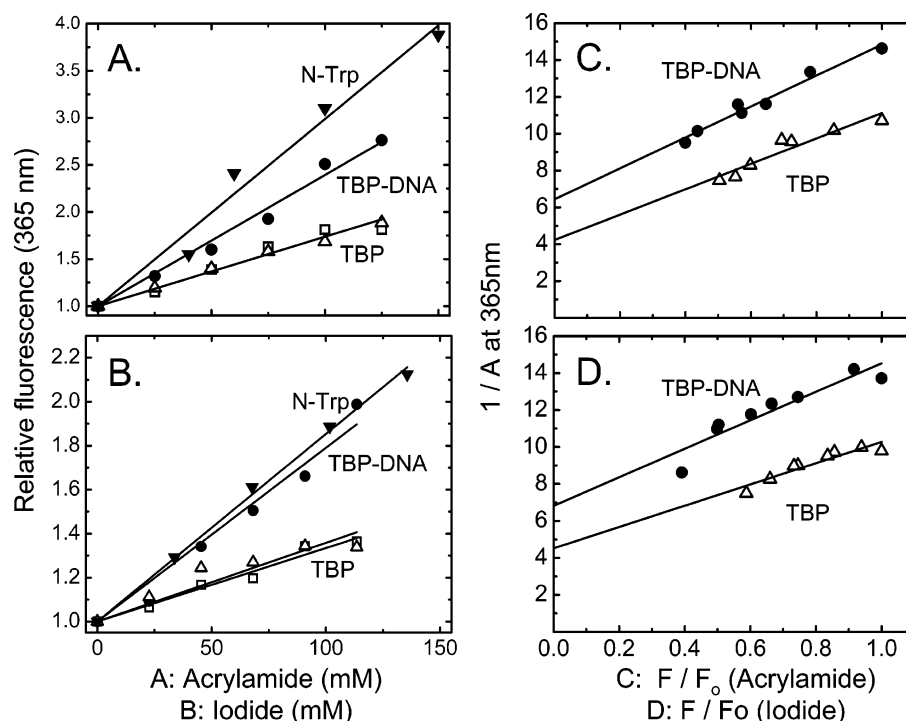 A.
N-Trp
TBP-DNA
TBP
4.0
3.5
3.0
2.5
2.0
1.5
1.0
B.
N-Trp
TBP-DNA
TBP
2.2
2.0
1.8
1.6
1.4
1.2
1.0
0 50 100 150
Relative fluorescence (365 nm)
A: Acrylamide (mM)
B: Iodide (mM)
C.
TBP-DNA
TBP
16
14
12
10
8
6
4
2
D.
TBP-DNA
TBP
16
14
12
10
8
6
4
2
0.0 0.2 0.4 0.6 0.8 1.0
1 / A at 365nm
C: F / Fo (Acrylamide)
D: F / Fo (Iodide)